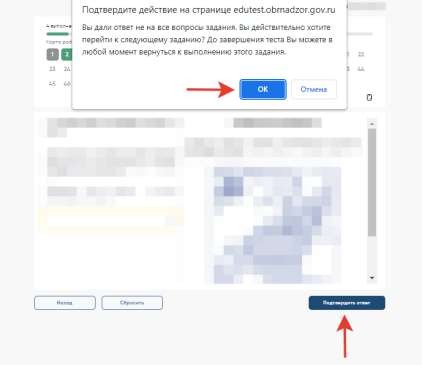 Подтвердите действие на странице edutest.obrnadzor.gov.ru
Вы дали ответ не на все вопросы задания. Вы действительно хотите
перейти к следующему заданию? До завершения теста Вы можете в
любой момент вернуться к выполнению этого задания.
ОК Отмена
1 2
Назад Сбросить Подтвердить ответ